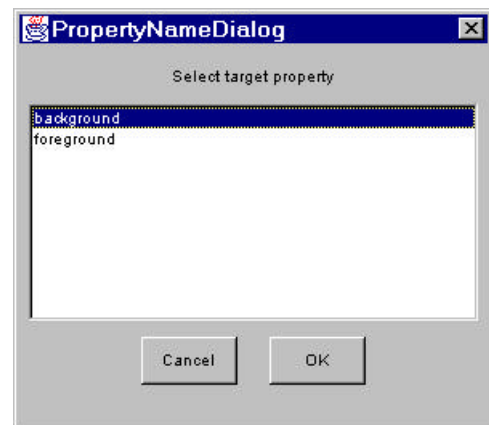 PropertyNameDialog
Select target property
background
foreground
Cancel
OK